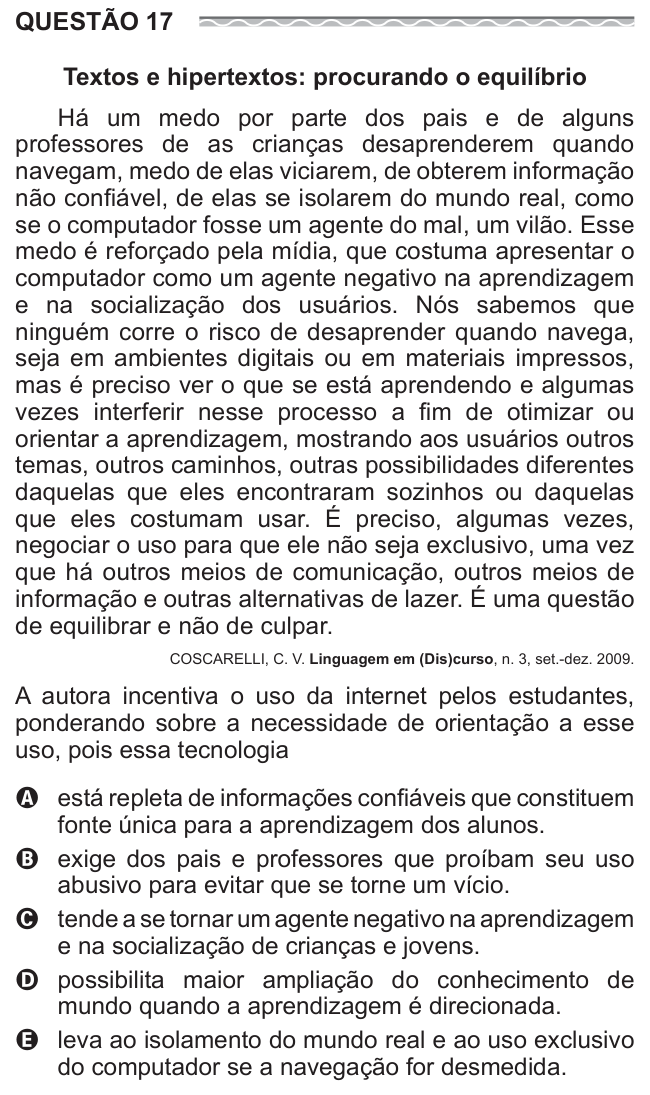 QUESTÃO 17
Textos e hipertextos: procurando o equilíbrio
Há um medo por parte dos pais e de alguns
professores de as crianças desaprenderem quando
navegam, medo de elas viciarem, de obterem informação
não confiável, de elas se isolarem do mundo real, como
se o computador fosse um agente do mal, um vilão. Esse
medo é reforçado pela mídia, que costuma apresentar o
computador como um agente negativo na aprendizagem
e na socialização dos usuários. Nós sabemos que
ninguém corre o risco de desaprender quando navega,
seja em ambientes digitais ou em materiais impressos,
mas é preciso ver o que se está aprendendo e algumas
vezes interferir nesse processo a fim de otimizar ou
orientar a aprendizagem, mostrando aos usuários outros
temas, outros caminhos, outras possibilidades diferentes
daquelas que eles encontraram sozinhos ou daquelas
que eles costumam usar. É preciso, algumas vezes,
negociar o uso para que ele não seja exclusivo, uma vez
que há outros meios de comunicação, outros meios de
informação e outras alternativas de lazer. É uma questão
de equilibrar e não de culpar.
COSCARELLI, C. V. Linguagem em (Dis)curso, n. 3, set.-dez. 2009.
A autora incentiva o uso da internet pelos estudantes,
ponderando sobre a necessidade de orientação a esse
uso, pois essa tecnologia
A está repleta de informações confiáveis que constituem
fonte única para a aprendizagem dos alunos.
B exige dos pais e professores que proíbam seu uso
abusivo para evitar que se torne um vício.
C tende a se tornar um agente negativo na aprendizagem
e na socialização de crianças e jovens.
D possibilita maior ampliação do conhecimento de
mundo quando a aprendizagem é direcionada.
E leva ao isolamento do mundo real e ao uso exclusivo
do computador se a navegação for desmedida.